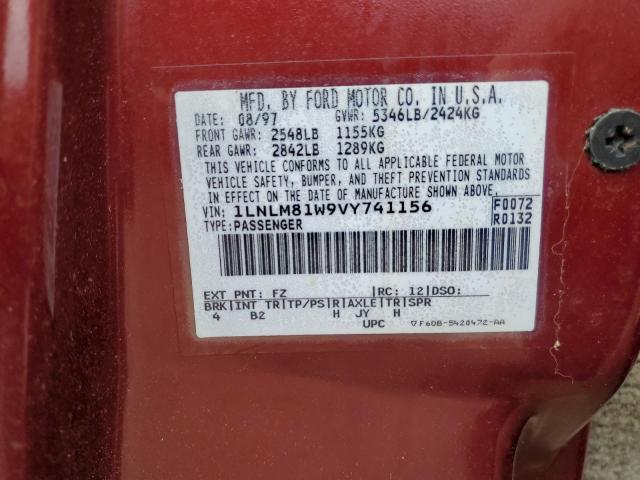 MFD. BY FORD MOTOR CO. IN U.S.A.
DATE: 08/97 GVWR: 5346LB/2424KG
FRONT GAWR: 2548LB 1155KG
REAR GAWR: 2842LB 1289KG
THIS VEHICLE CONFORMS TO ALL APPLICABLE FEDERAL MOTOR
VEHICLE SAFETY, BUMPER, AND THEFT PREVENTION STANDARDS
IN EFFECT ON THE DATE OF MANUFACTURE SHOWN ABOVE.
VIN: 1LNLM81W9VY741156 F0072
TYPE: PASSENGER R0132
EXT PNT: FZ |RC: 12|DSO:
BRK|INT TR|TP/PS|R|AXLE|TR|SPR
4 B2 H JY H
UPC ▽F60B-5420472-AA